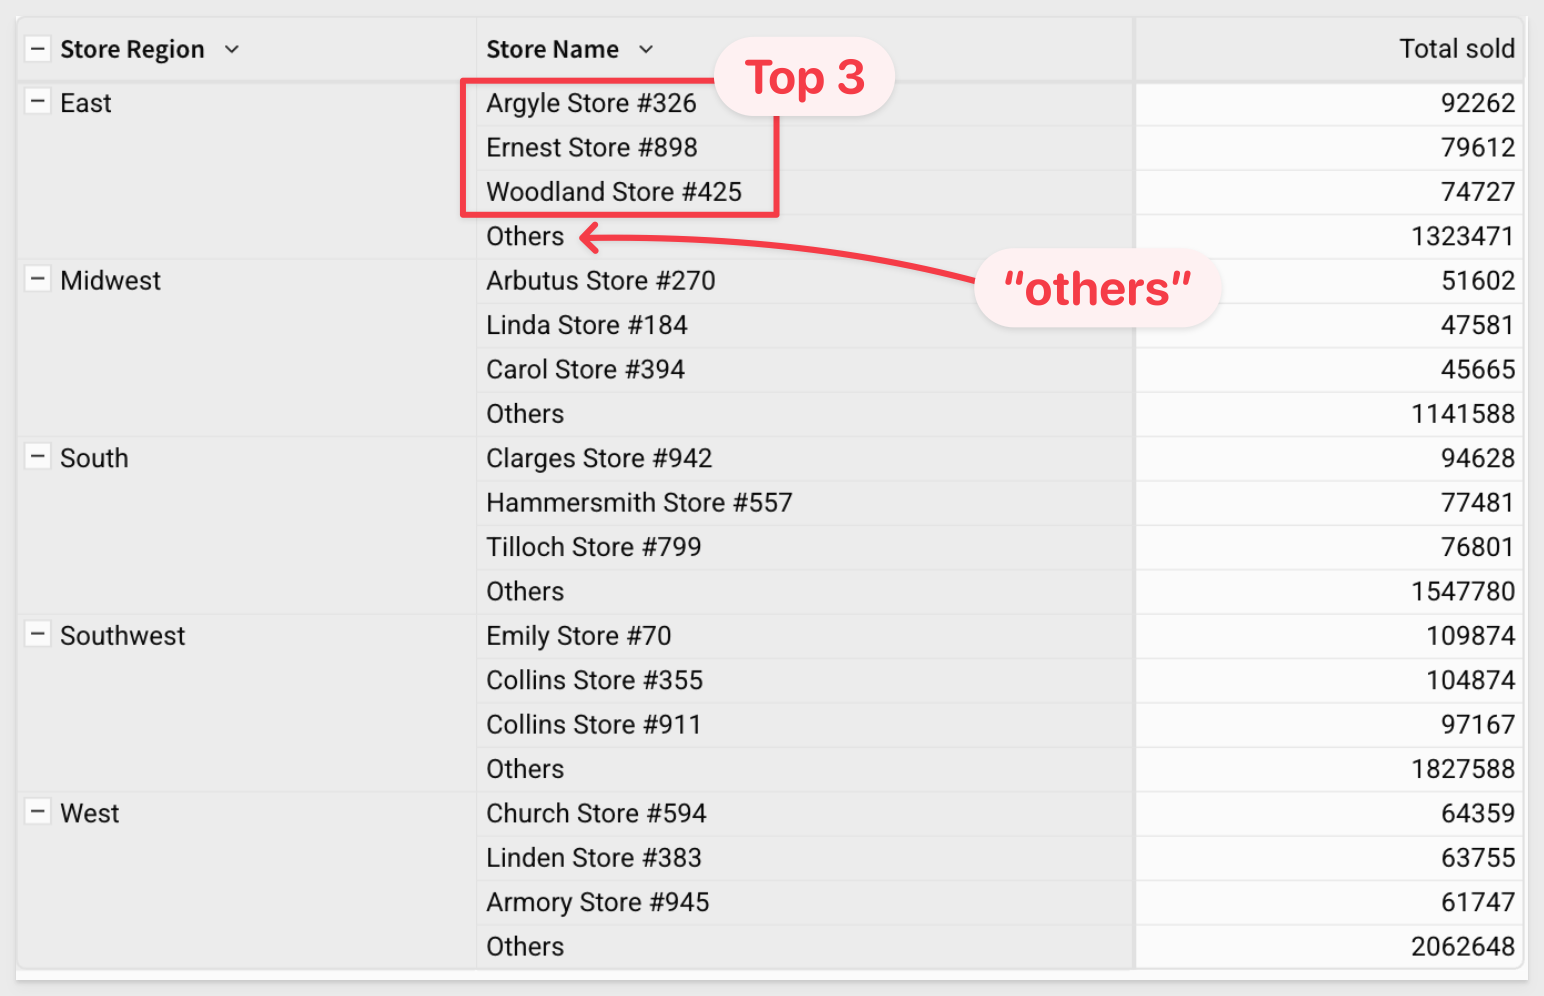 Store Region Store Name Total sold
Top 3
East Argyle Store #326 92262
Ernest Store #898 79612
Woodland Store #425 74727
Others 1323471
"others"
Midwest Arbutus Store #270 51602
Linda Store #184 47581
Carol Store #394 45665
Others 1141588
South Clarges Store #942 94628
Hammersmith Store #557 77481
Tilloch Store #799 76801
Others 1547780
Southwest Emily Store #70 109874
Collins Store #355 104874
Collins Store #911 97167
Others 1827588
West Church Store #594 64359
Linden Store #383 63755
Armory Store #945 61747
Others 2062648